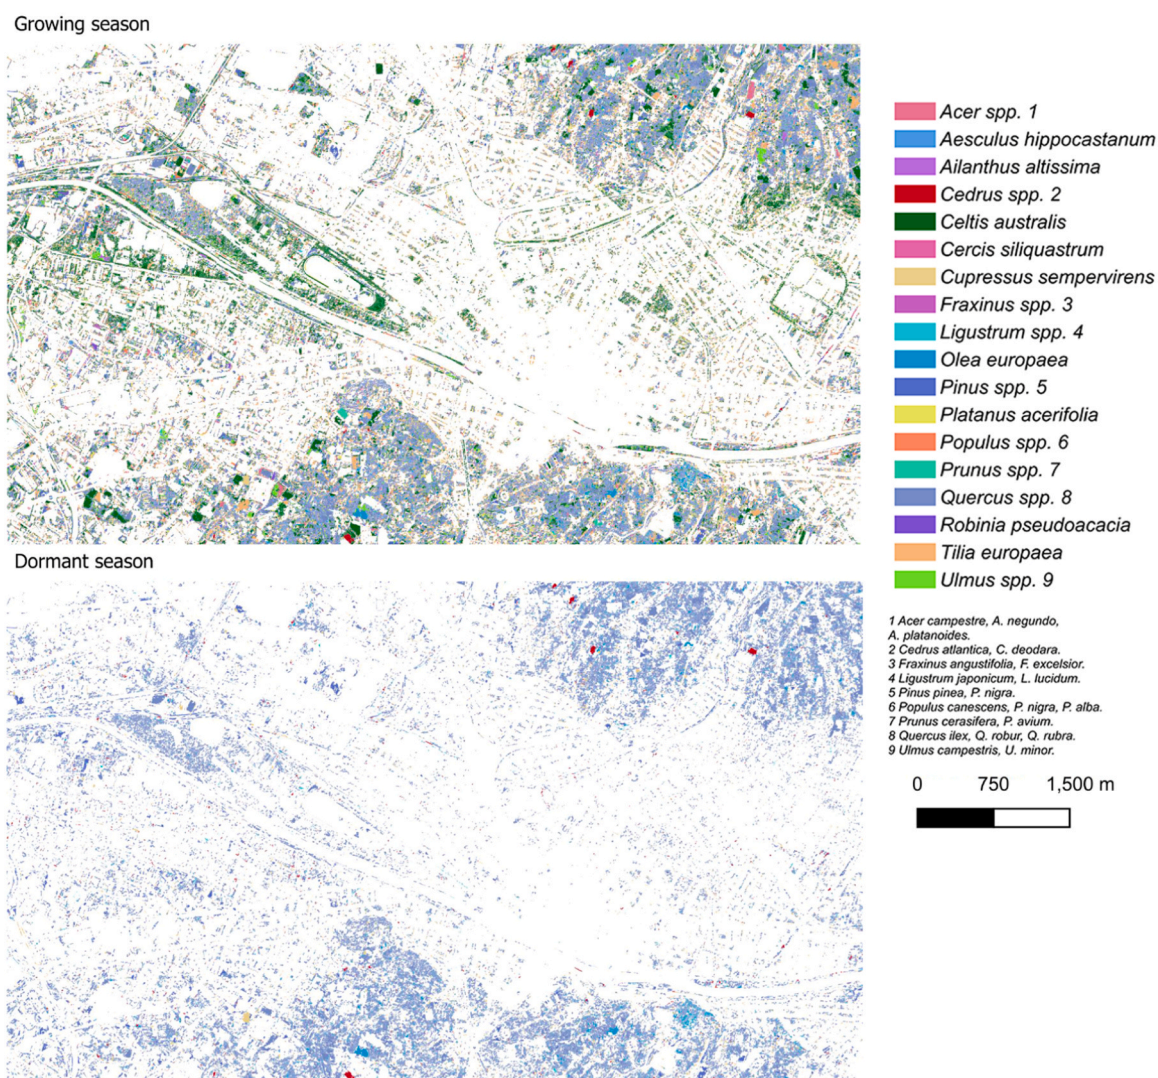 Growing season
Acer spp. 1
Aesculus hippocastanum
Ailanthus altissima
Cedrus spp. 2
Celtis australis
Cercis siliquastrum
Cupressus sempervirens
Fraxinus spp. 3
Ligustrum spp. 4
Olea europaea
Pinus spp. 5
Platanus acerifolia
Populus spp. 6
Prunus spp. 7
Quercus spp. 8
Robinia pseudoacacia
Tilia europaea
Ulmus spp. 9
Dormant season
1 Acer campestre, A. negundo,
A. platanoides.
2 Cedrus atlantica, C. deodara.
3 Fraxinus angustifolia, F. excelsior.
4 Ligustrum japonicum, L. lucidum.
5 Pinus pinea, P. nigra.
6 Populus canescens, P. nigra, P. alba.
7 Prunus cerasifera, P. avium.
8 Quercus ilex, Q. robur, Q. rubra.
9 Ulmus campestris, U. minor.
0 750 1,500 m